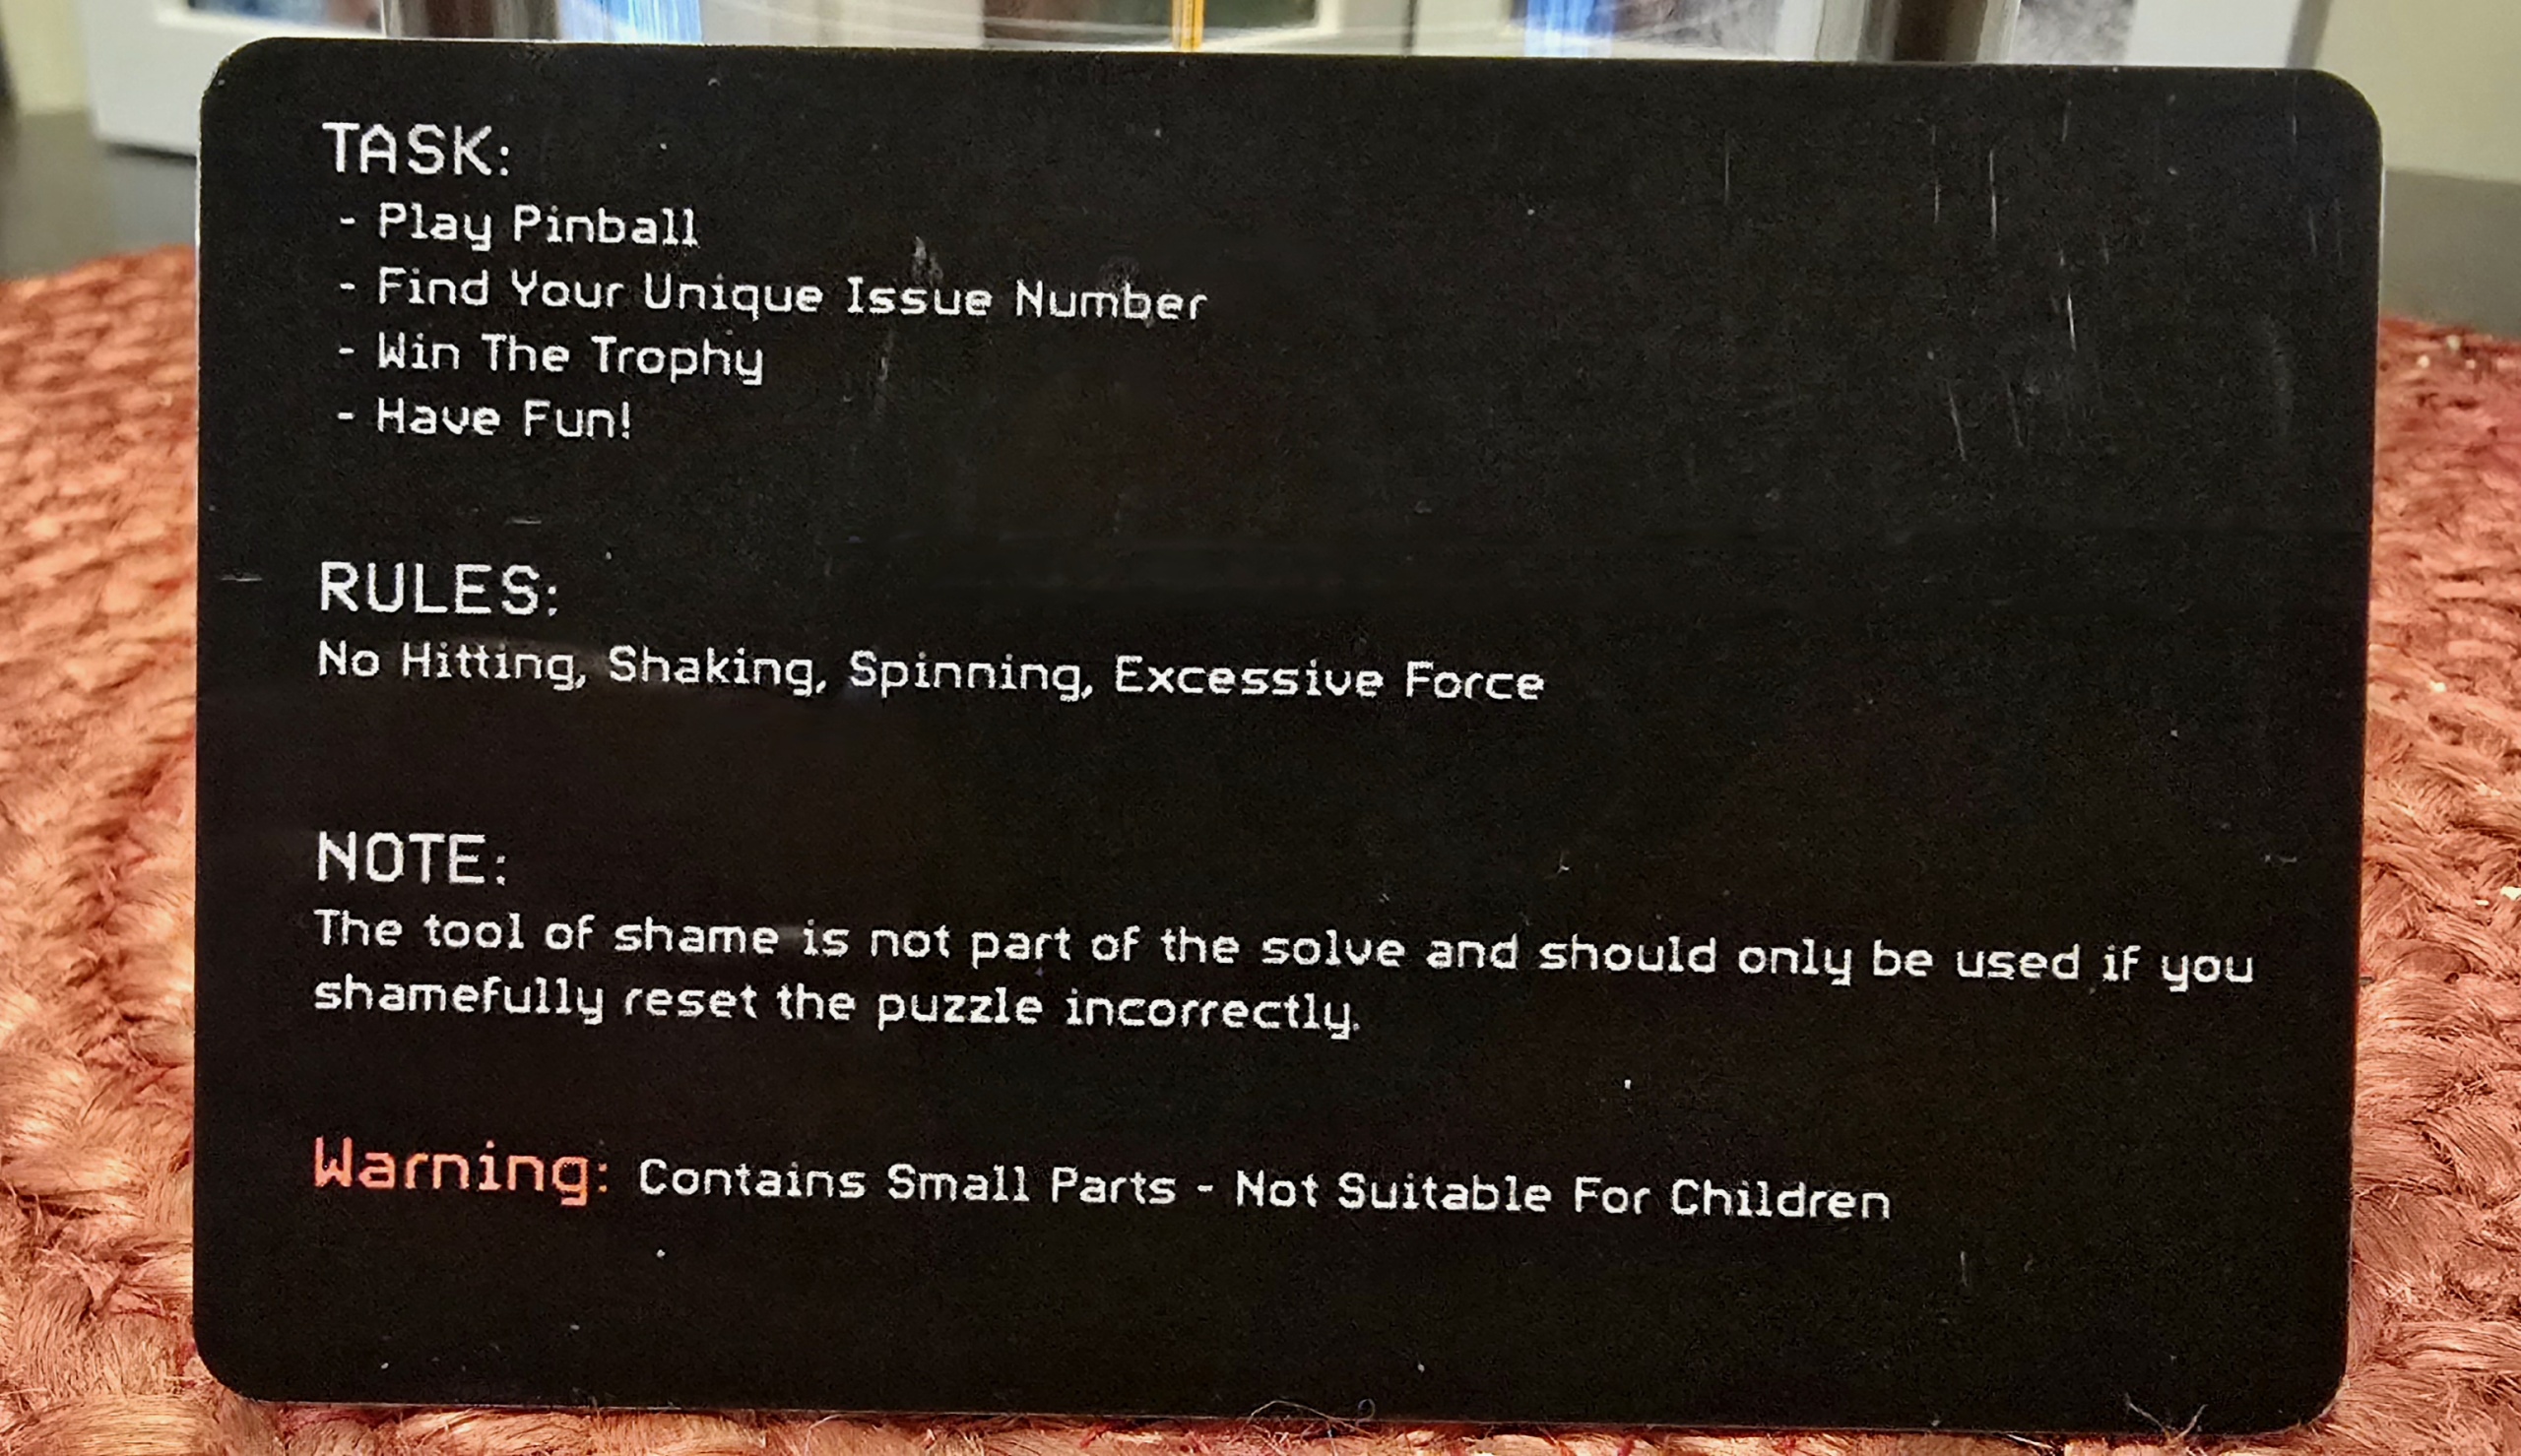 TASK:
- Play Pinball
- Find Your Unique Issue Number
- Win The Trophy
- Have Fun!
RULES:
No Hitting, Shaking, Spinning, Excessive Force
NOTE:
The tool of shame is not part of the solve and should only be used if you
shamefully reset the puzzle incorrectly.
Warning: Contains Small Parts - Not Suitable For Children